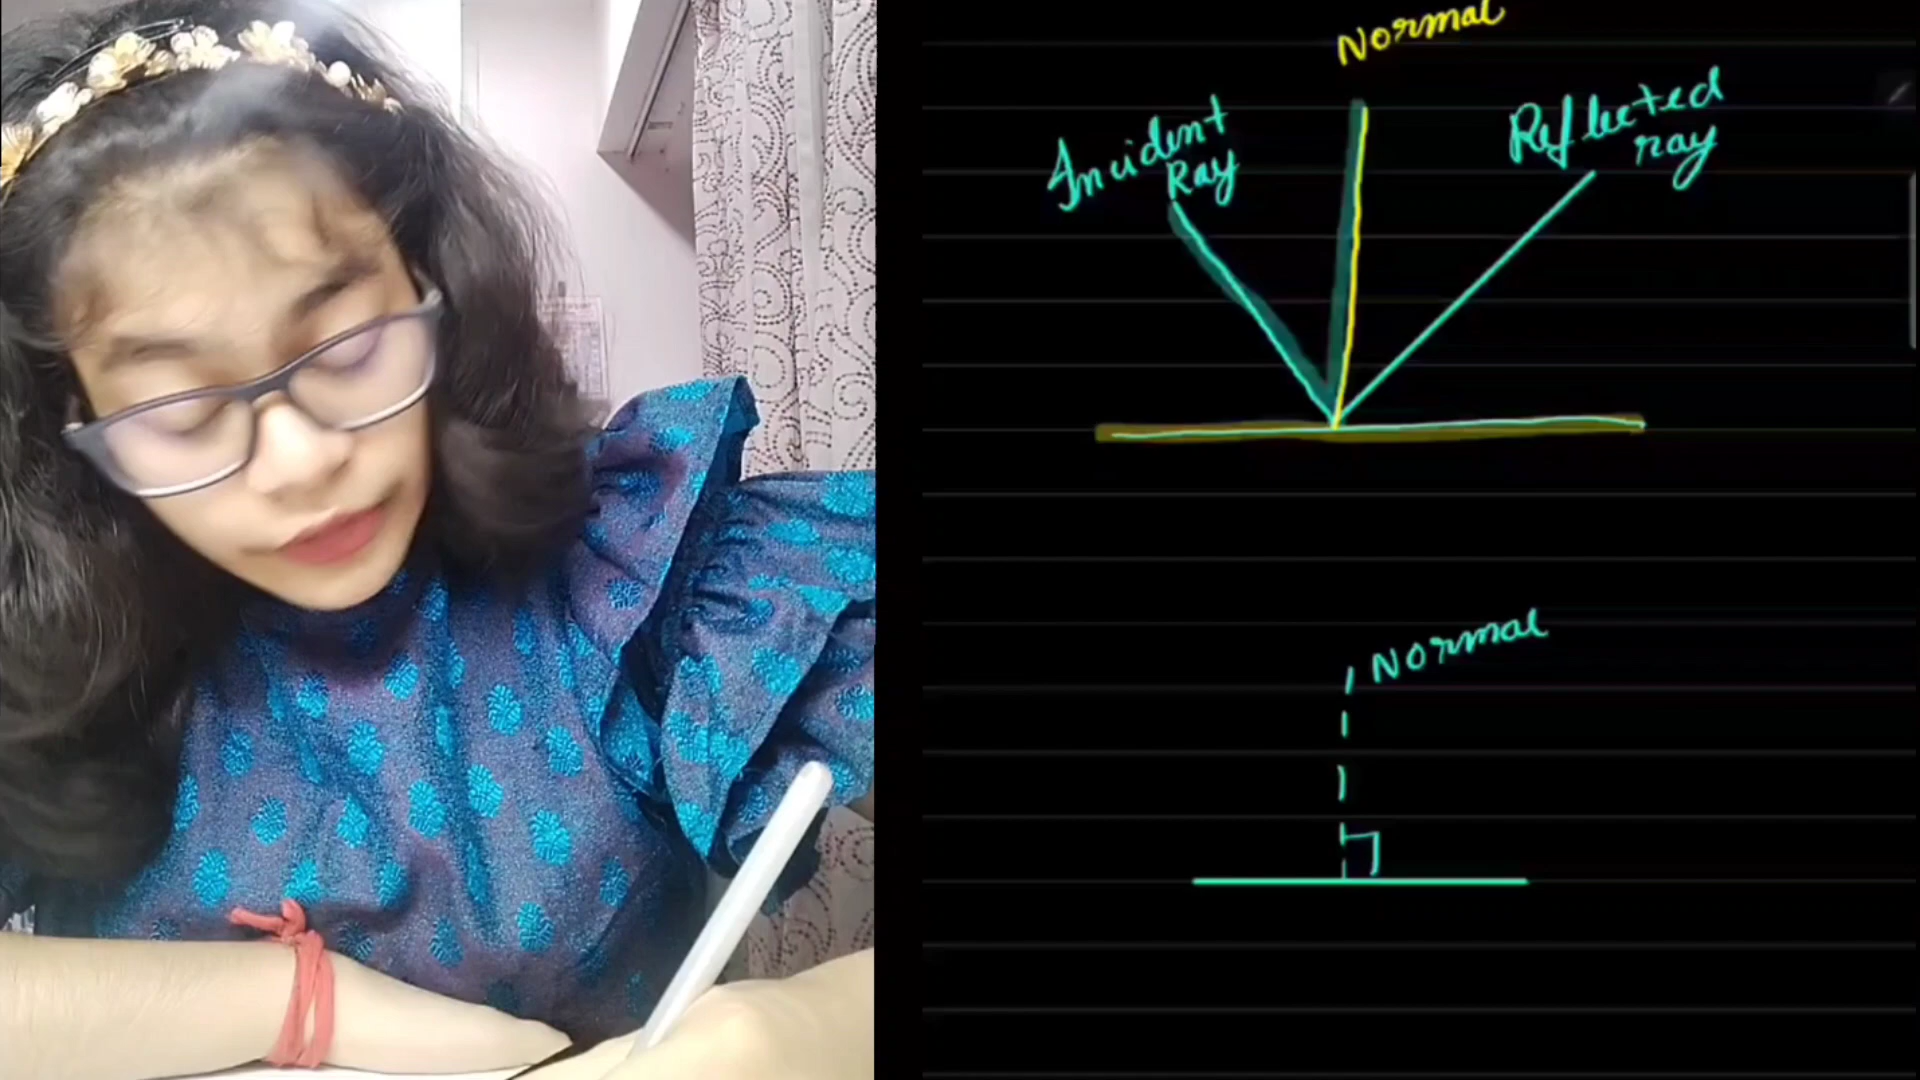 Normal
Incident
Ray
Reflected
ray
Normal